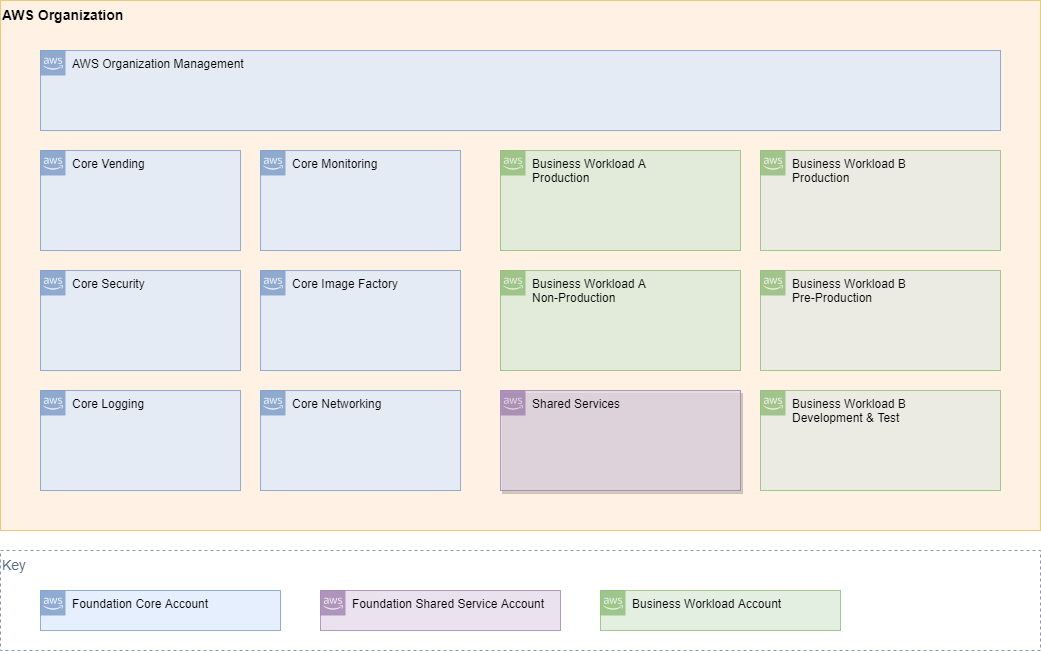 AWS Organization
aws
AWS Organization Management
aws
Core Vending
aws
Core Monitoring
aws
Business Workload A
Production
aws
Business Workload B
Production
aws
Core Security
aws
Core Image Factory
aws
Business Workload A
Non-Production
aws
Business Workload B
Pre-Production
aws
Core Logging
aws
Core Networking
aws
Shared Services
aws
Business Workload B
Development & Test
Key
aws
Foundation Core Account
aws
Foundation Shared Service Account
aws
Business Workload Account